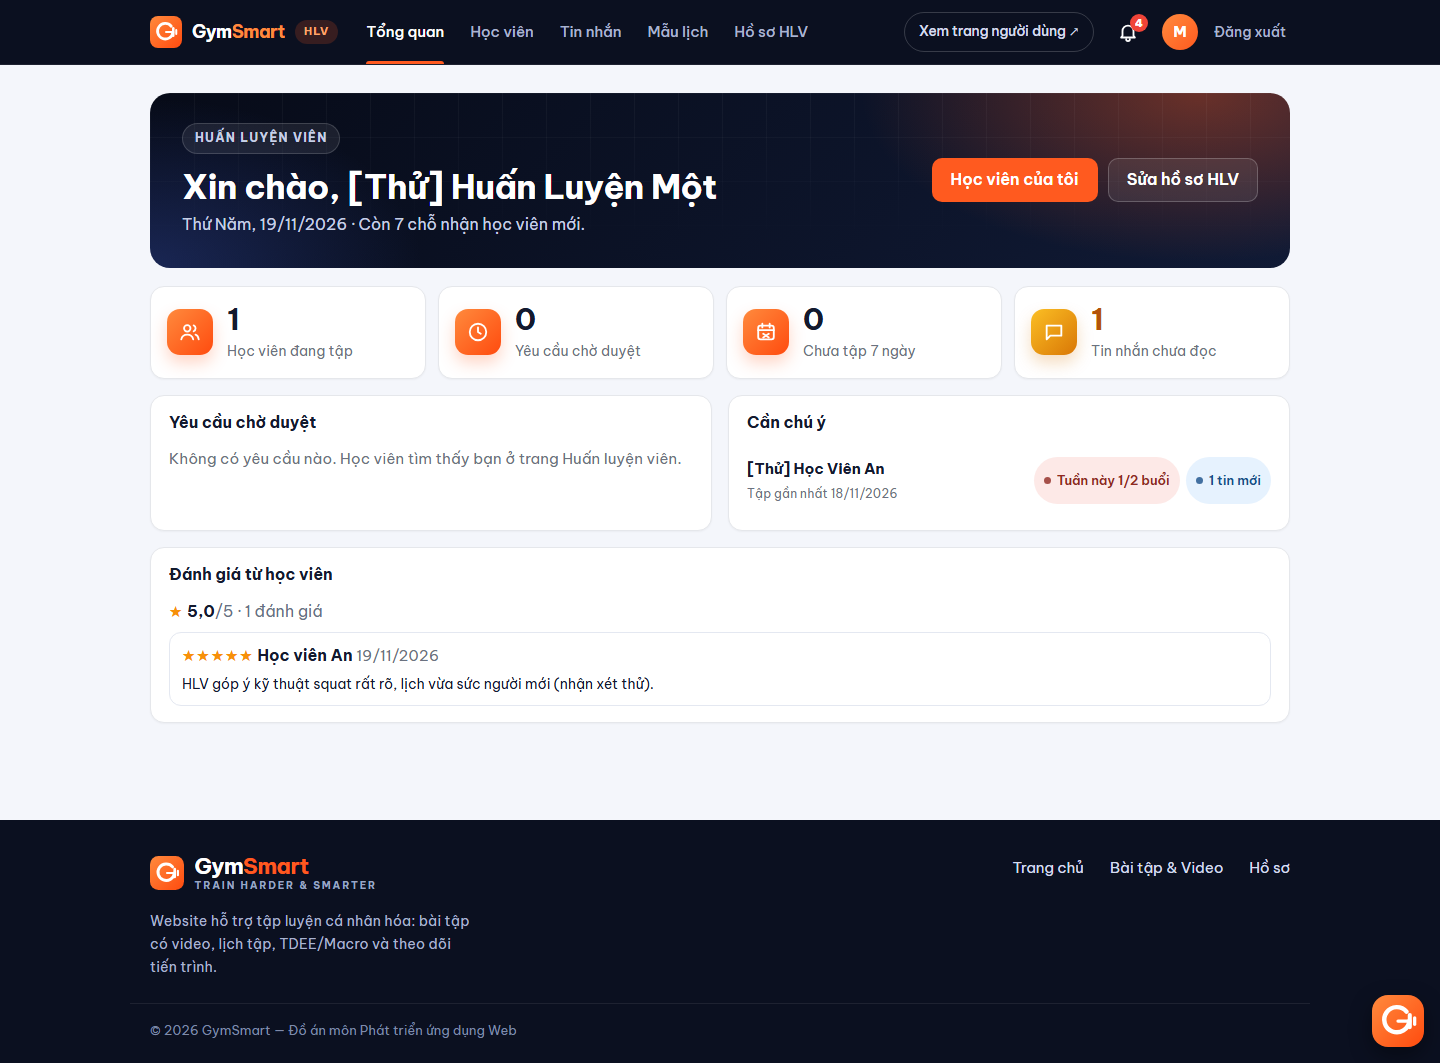 GymSmart HLV Tổng quan Học viên Tin nhắn Mẫu lịch Hồ sơ HLV Xem trang người dùng ↗ 4 M Đăng xuất
HUẤN LUYỆN VIÊN
Xin chào, [Thử] Huấn Luyện Một
Thứ Năm, 19/11/2026 · Còn 7 chỗ nhận học viên mới.
Học viên của tôi Sửa hồ sơ HLV
1
Học viên đang tập
0
Yêu cầu chờ duyệt
0
Chưa tập 7 ngày
1
Tin nhắn chưa đọc
Yêu cầu chờ duyệt
Không có yêu cầu nào. Học viên tìm thấy bạn ở trang Huấn luyện viên.
Cần chú ý
[Thử] Học Viên An
Tập gần nhất 18/11/2026
Tuần này 1/2 buổi 1 tin mới
Đánh giá từ học viên
★ 5,0/5 · 1 đánh giá
★★★★★ Học viên An 19/11/2026
HLV góp ý kỹ thuật squat rất rõ, lịch vừa sức người mới (nhận xét thử).
GymSmart
TRAIN HARDER & SMARTER
Website hỗ trợ tập luyện cá nhân hóa: bài tập
có video, lịch tập, TDEE/Macro và theo dõi
tiến trình.
Trang chủ Bài tập & Video Hồ sơ
© 2026 GymSmart — Đồ án môn Phát triển ứng dụng Web